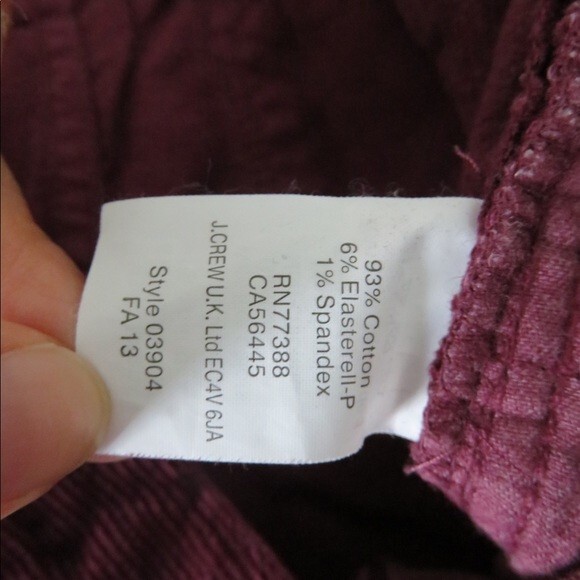 93% Cotton
6% Elasterell-P
1% Spandex
RN77388
CA56445
J.CREW U.K. Ltd EC4V 6JA
Style 03904
FA 13